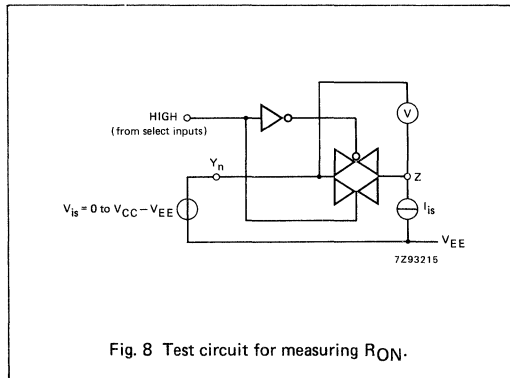 HIGH
(from select inputs)
V
Yn
Z
Vis = 0 to VCC – VEE
Iis
VEE
7Z93215
Fig. 8 Test circuit for measuring RON.